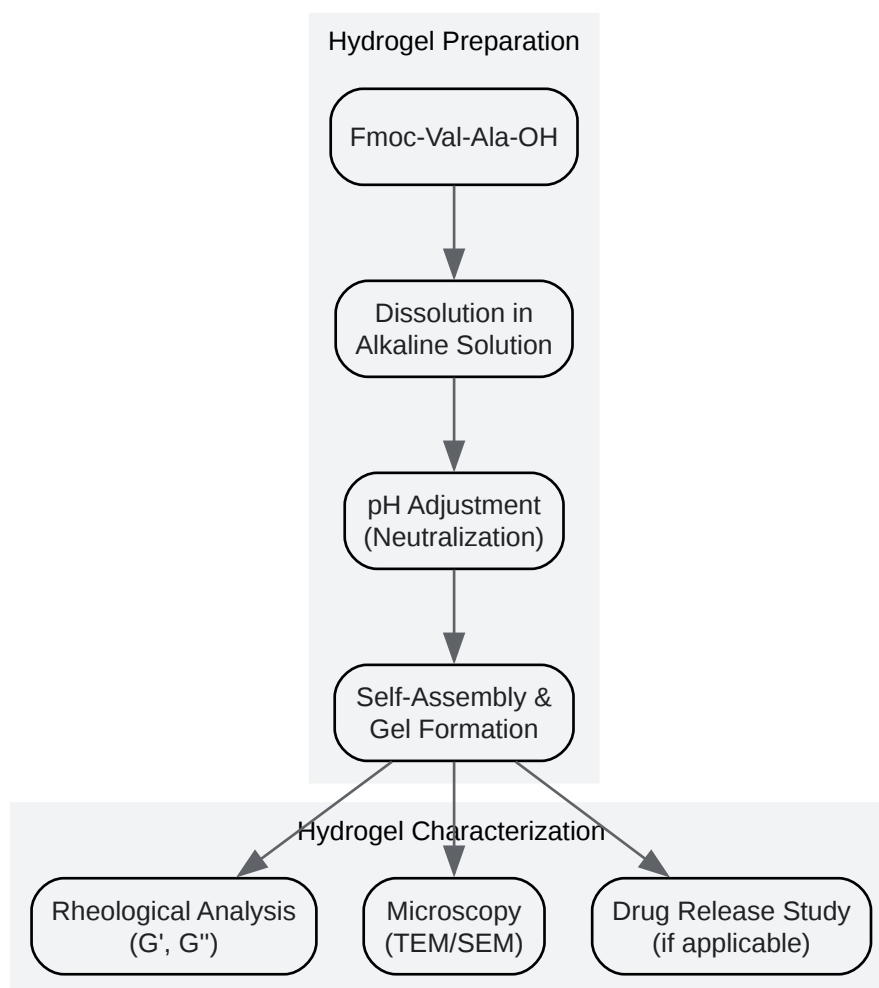 Hydrogel Preparation
Fmoc-Val-Ala-OH
Dissolution in
Alkaline Solution
pH Adjustment
(Neutralization)
Self-Assembly &
Gel Formation
Hydrogel Characterization
Rheological Analysis
(G', G")
Microscopy
(TEM/SEM)
Drug Release Study
(if applicable)